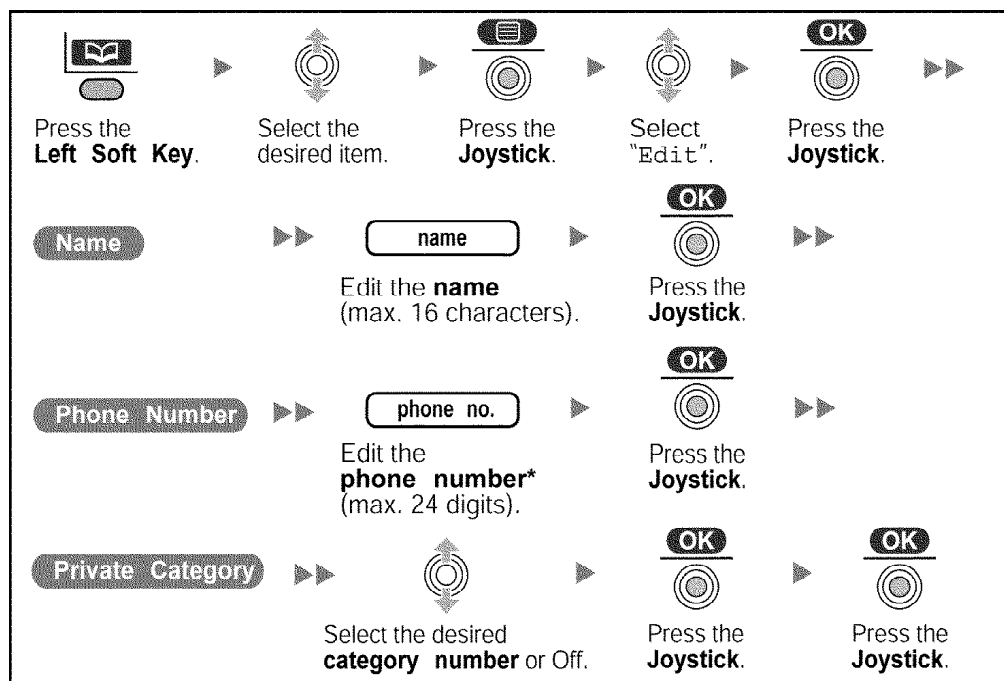 OK
Press the Select the Press the Select Press the
Left Soft Key. desired item. Joystick. "Edit". Joystick.
OK
Name name
Edit the name Press the
(max. 16 characters). Joystick.
OK
Phone Number phone no.
Edit the Press the
phone number* Joystick.
(max. 24 digits).
OK OK
Private Category
Select the desired Press the Press the
category number or Off. Joystick. Joystick.